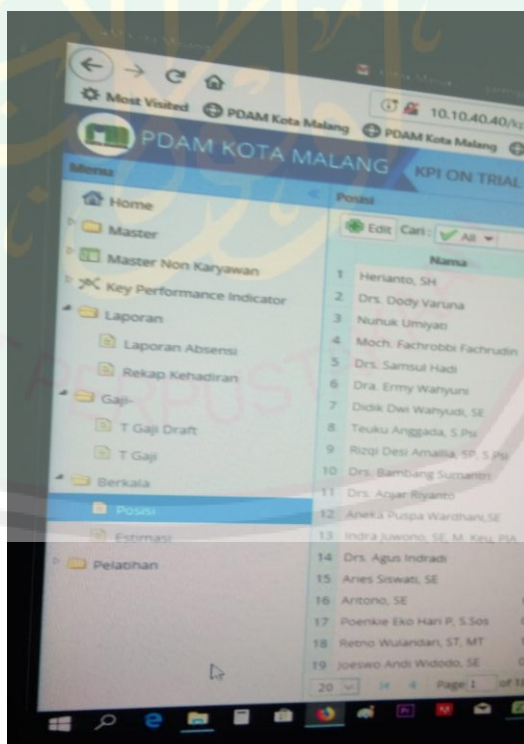 10.10.40.40/kp
Most Visited PDAM Kota Malang PDAM Kota Malang
PDAM KOTA MALANG KPI ON TRIAL
Menu
Home
Master
Master Non Karyawan
Key Performance Indicator
Laporan
Laporan Absensi
Rekap Kehadiran
Gaji-
T Gaji Draft
T Gaji
Berkala
Posisi
Estimasi
Pelatihan
Posisi
Edit Cari : All
Nama
1 Herianto, SH
2 Drs. Dody Varuna
3 Nunuk Umiyati
4 Moch. Fachrobbi Fachrudin
5 Drs. Samsul Hadi
6 Dra. Ermy Wahyuni
7 Didik Dwi Wahyudi, SE
8 Teuku Anggada, S.Psi
9 Rizqi Desi Amailia, SP, S.Psi
10 Drs. Bambang Sumantri
11 Drs. Anjar Riyanto
12 Aneka Puspa Wardhani,SE
13 Indra Juwono, SE, M. Keu, PIA
14 Drs. Agus Indradi
15 Aries Siswati, SE
16 Aritono, SE
17 Poenkie Eko Hari P, S.Sos
18 Retno Wulandari, ST, MT
19 Joeswo Andi Widodo, SE
20 Page 1 of